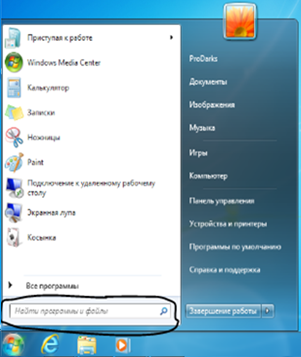 Приступая к работе
Windows Media Center
Калькулятор
Записки
Ножницы
Paint
Подключение к удаленному рабочему
столу
Экранная лупа
Косынка
Все программы
Найти программы и файлы
ProDarks
Документы
Изображения
Музыка
Игры
Компьютер
Панель управления
Устройства и принтеры
Программы по умолчанию
Справка и поддержка
Завершение работы